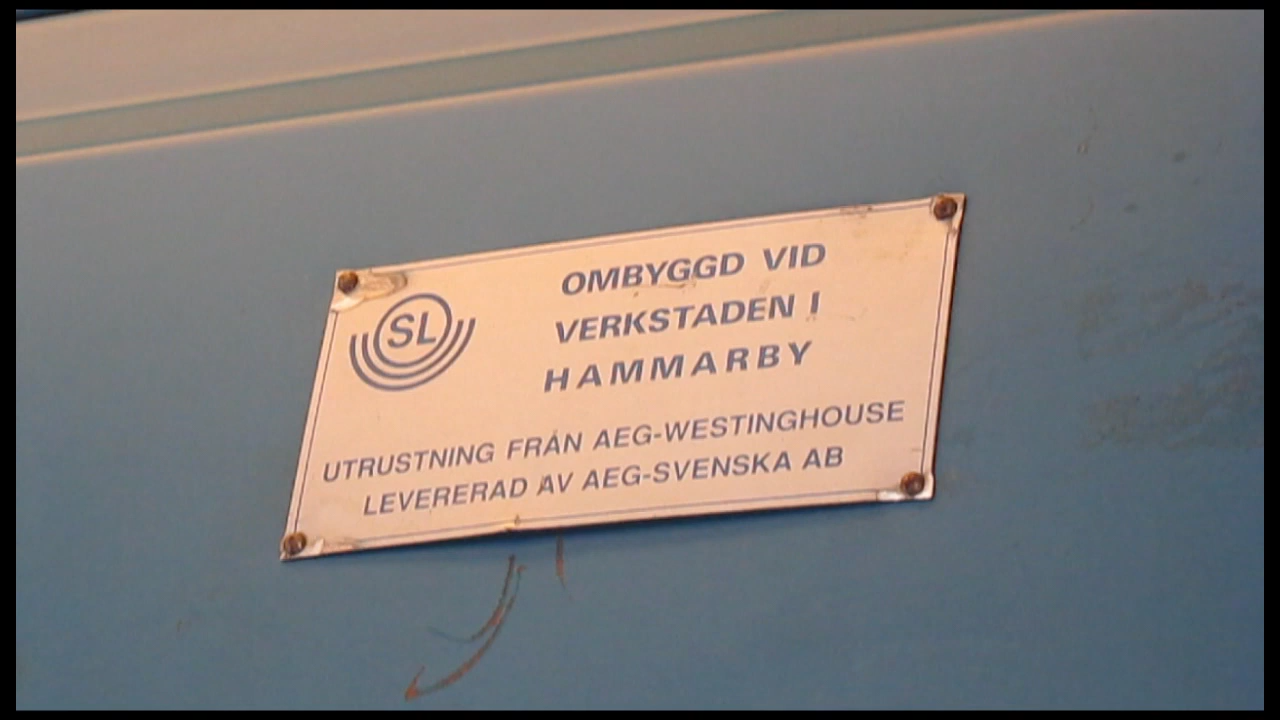 SL
OMBYGGD VID
VERKSTADEN I
HAMMARBY
UTRUSTNING FRÅN AEG-WESTINGHOUSE
LEVERERAD AV AEG-SVENSKA AB